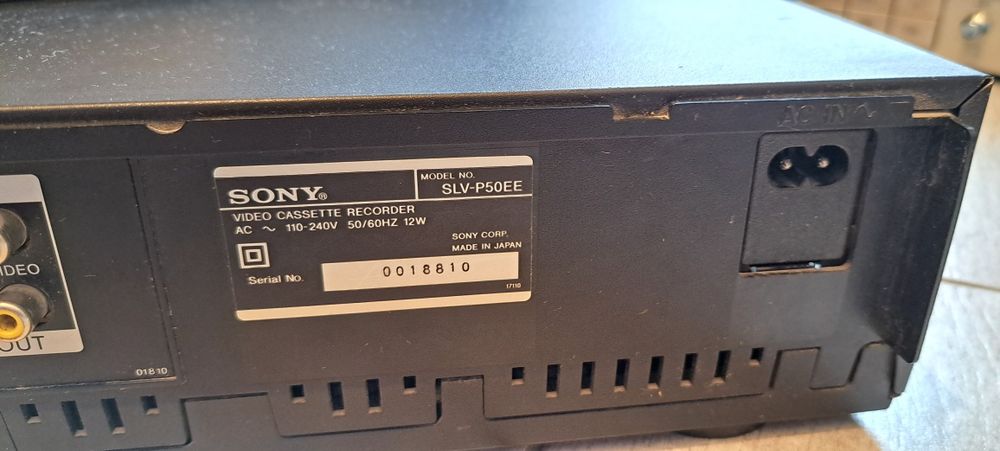 AC IN ~
SONY®
MODEL NO.
SLV-P50EE
VIDEO CASSETTE RECORDER
AC ~ 110-240V 50/60HZ 12W
SONY CORP.
MADE IN JAPAN
Serial No.
0018810
17110
IDEO
OUT
01810